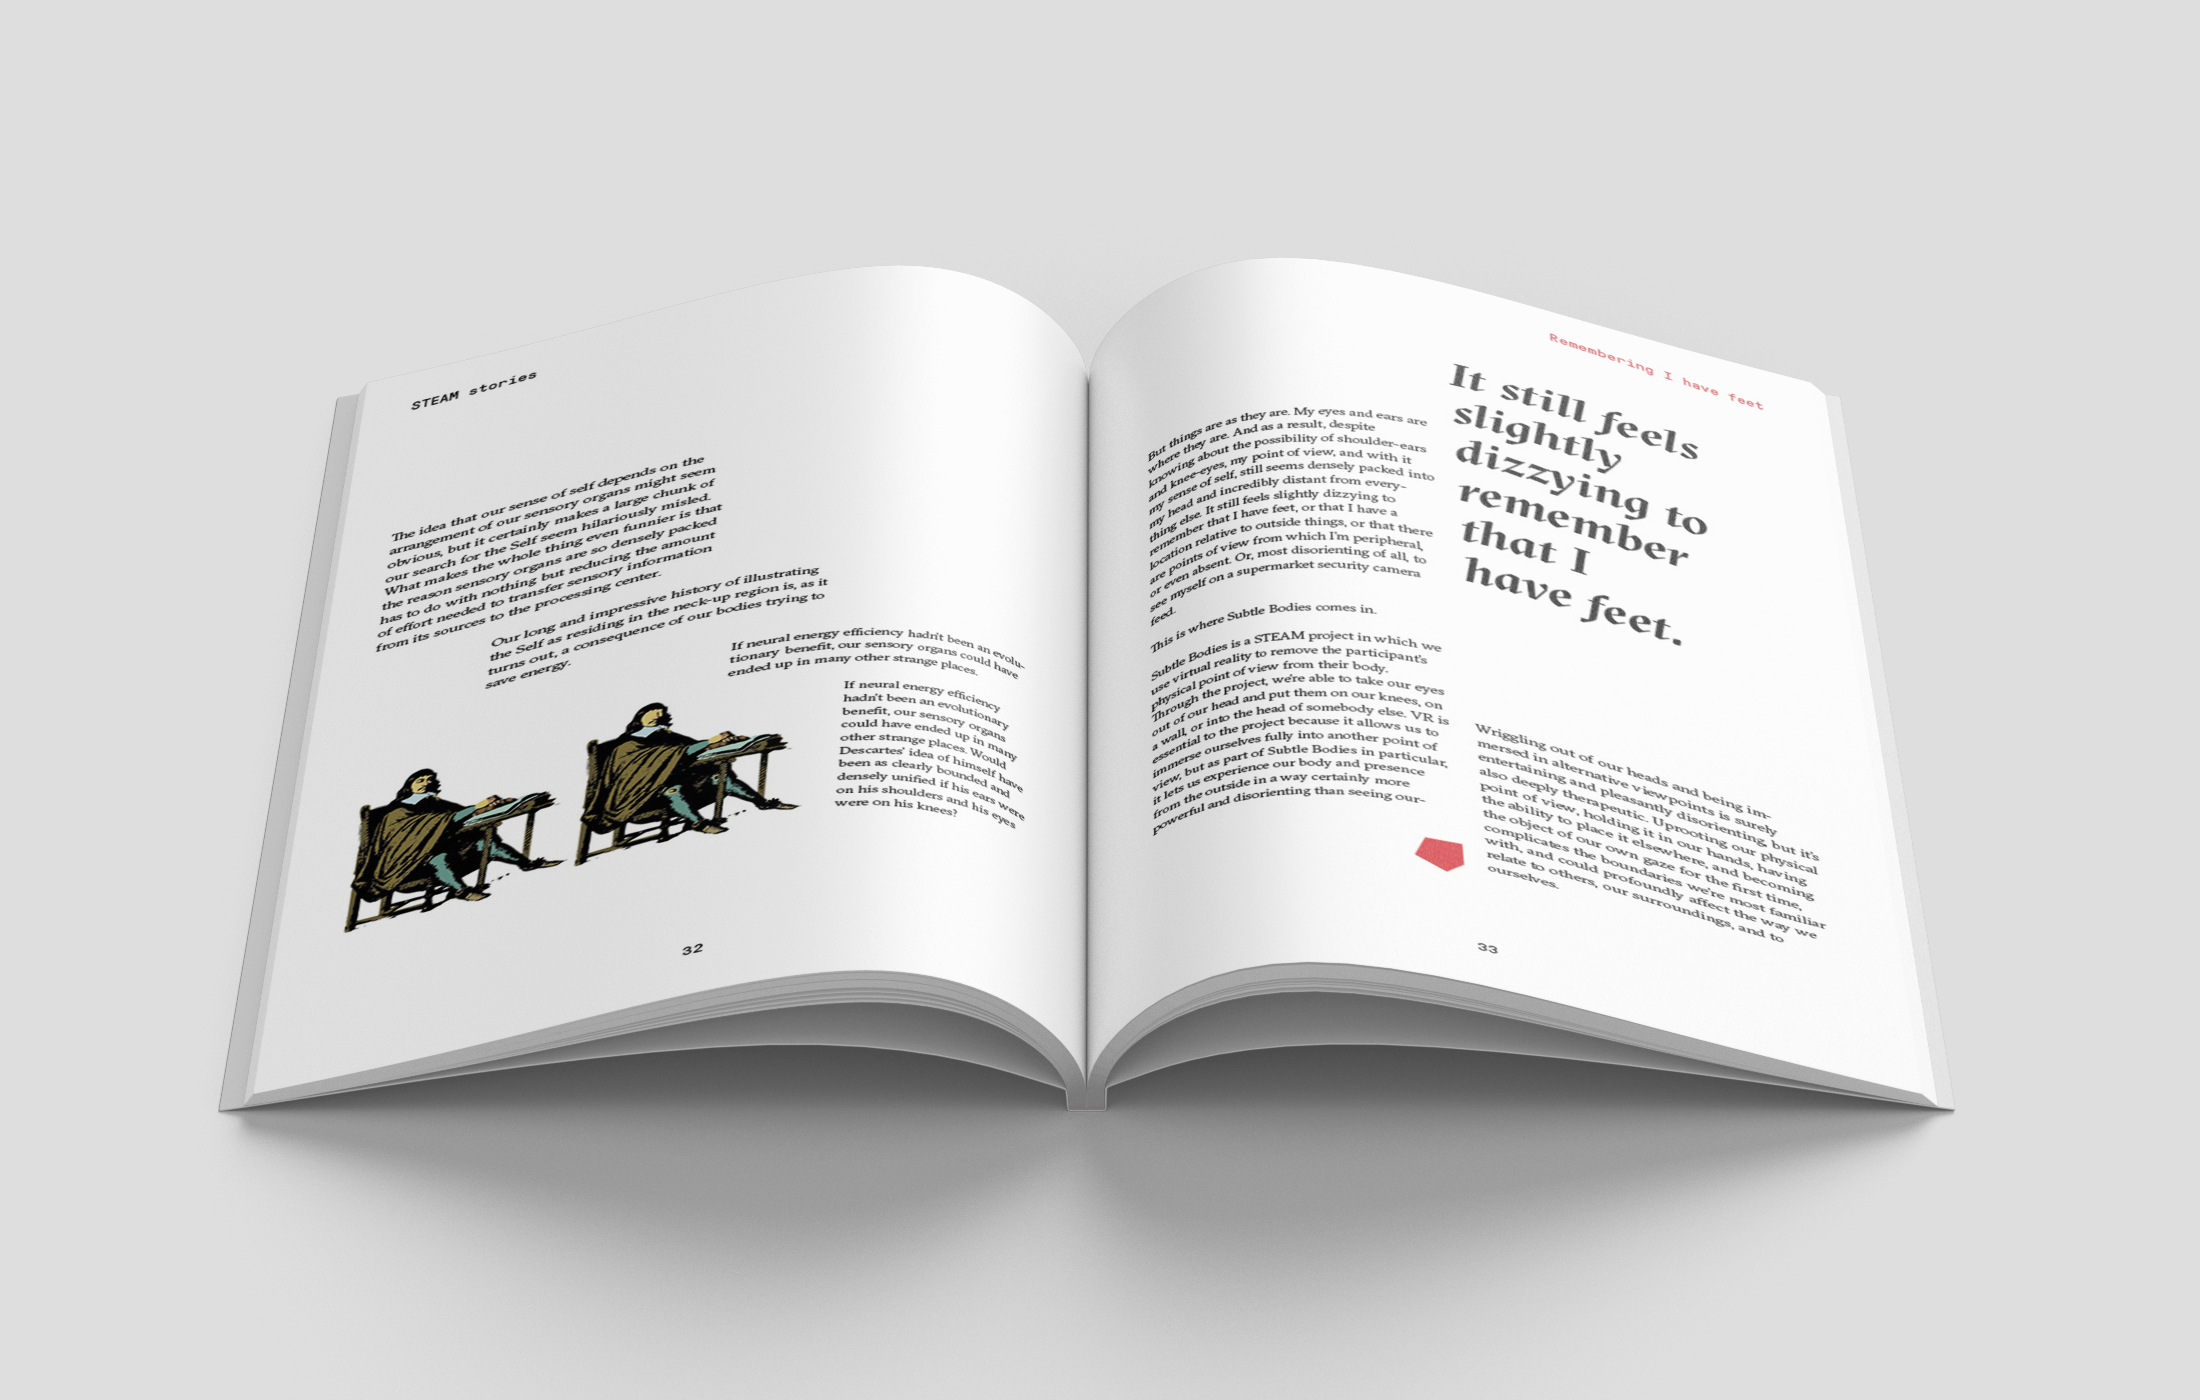 STEAM stories
The idea that our sense of self depends on the
arrangement of our sensory organs might seem
obvious, but it certainly makes a large chunk of
our search for the Self seem hilariously misled.
What makes the whole thing even funnier is that
the reason sensory organs are so densely packed
has to do with nothing but reducing the amount
of effort needed to transfer sensory information
from its sources to the processing center.
Our long and impressive history of illustrating
the Self as residing in the neck-up region is, as it
turns out, a consequence of our bodies trying to
save energy.
If neural energy efficiency hadn't been an evolu-
tionary benefit, our sensory organs could have
ended up in many other strange places.
If neural energy efficiency
hadn't been an evolutionary
benefit, our sensory organs
could have ended up in many
other strange places. Would
Descartes' idea of himself have
been as clearly bounded and
densely unified if his ears were
on his shoulders and his eyes
were on his knees?
32
Remembering I have feet
It still feels
slightly
dizzying to
remember
that I
have feet.
But things are as they are. My eyes and ears are
where they are. And as a result, despite
knowing about the possibility of shoulder-ears
and knee-eyes, my point of view, and with it
my sense of self, still seems densely packed into
my head and incredibly distant from every-
thing else. It still feels slightly dizzying to
remember that I have feet, or that I have a
location relative to outside things, or that there
are points of view from which I'm peripheral,
or even absent. Or, most disorienting of all, to
see myself on a supermarket security camera
feed.
This is where Subtle Bodies comes in.
Subtle Bodies is a STEAM project in which we
use virtual reality to remove the participant's
physical point of view from their body.
Through the project, we're able to take our eyes
out of our head and put them on our knees, on
a wall, or into the head of somebody else. VR is
essential to the project because it allows us to
immerse ourselves fully into another point of
view, but as part of Subtle Bodies in particular,
it lets us experience our body and presence
from the outside in a way certainly more
powerful and disorienting than seeing our-
Wriggling out of our heads and being im-
mersed in alternative viewpoints is surely
entertaining and pleasantly disorienting, but it's
also deeply therapeutic. Uprooting our physical
point of view, holding it in our hands, having
the ability to place it elsewhere, and becoming
the object of our own gaze for the first time,
complicates the boundaries we're most familiar
with, and could profoundly affect the way we
relate to others, our surroundings, and to
ourselves.
33